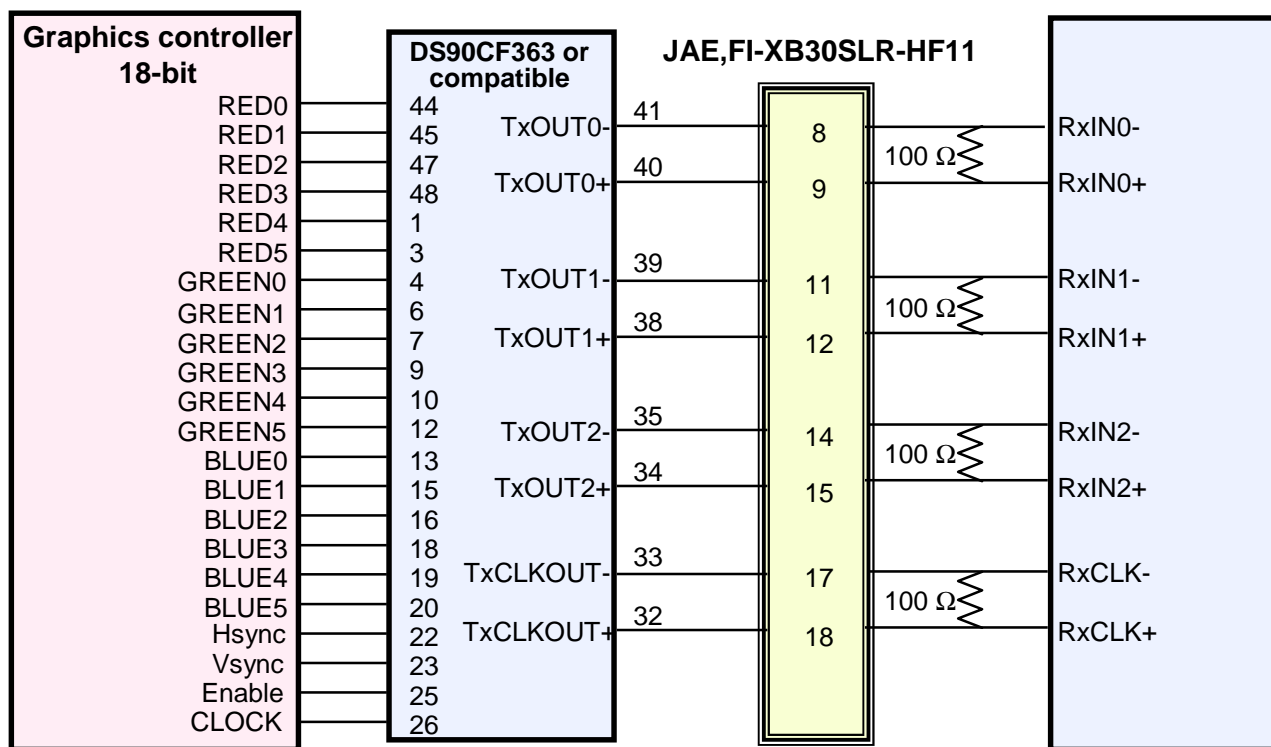 Graphics controller
18-bit
RED0
RED1
RED2
RED3
RED4
RED5
GREEN0
GREEN1
GREEN2
GREEN3
GREEN4
GREEN5
BLUE0
BLUE1
BLUE2
BLUE3
BLUE4
BLUE5
Hsync
Vsync
Enable
CLOCK
DS90CF363 or
compatible
44
45
47
48
1
3
4
6
7
9
10
12
13
15
16
18
19
20
22
23
25
26
TxOUT0-
TxOUT0+
TxOUT1-
TxOUT1+
TxOUT2-
TxOUT2+
TxCLKOUT-
TxCLKOUT+
41
40
39
38
35
34
33
32
JAE,FI-XB30SLR-HF11
8
9
11
12
14
15
17
18
100 Ω
100 Ω
100 Ω
100 Ω
RxIN0-
RxIN0+
RxIN1-
RxIN1+
RxIN2-
RxIN2+
RxCLK-
RxCLK+